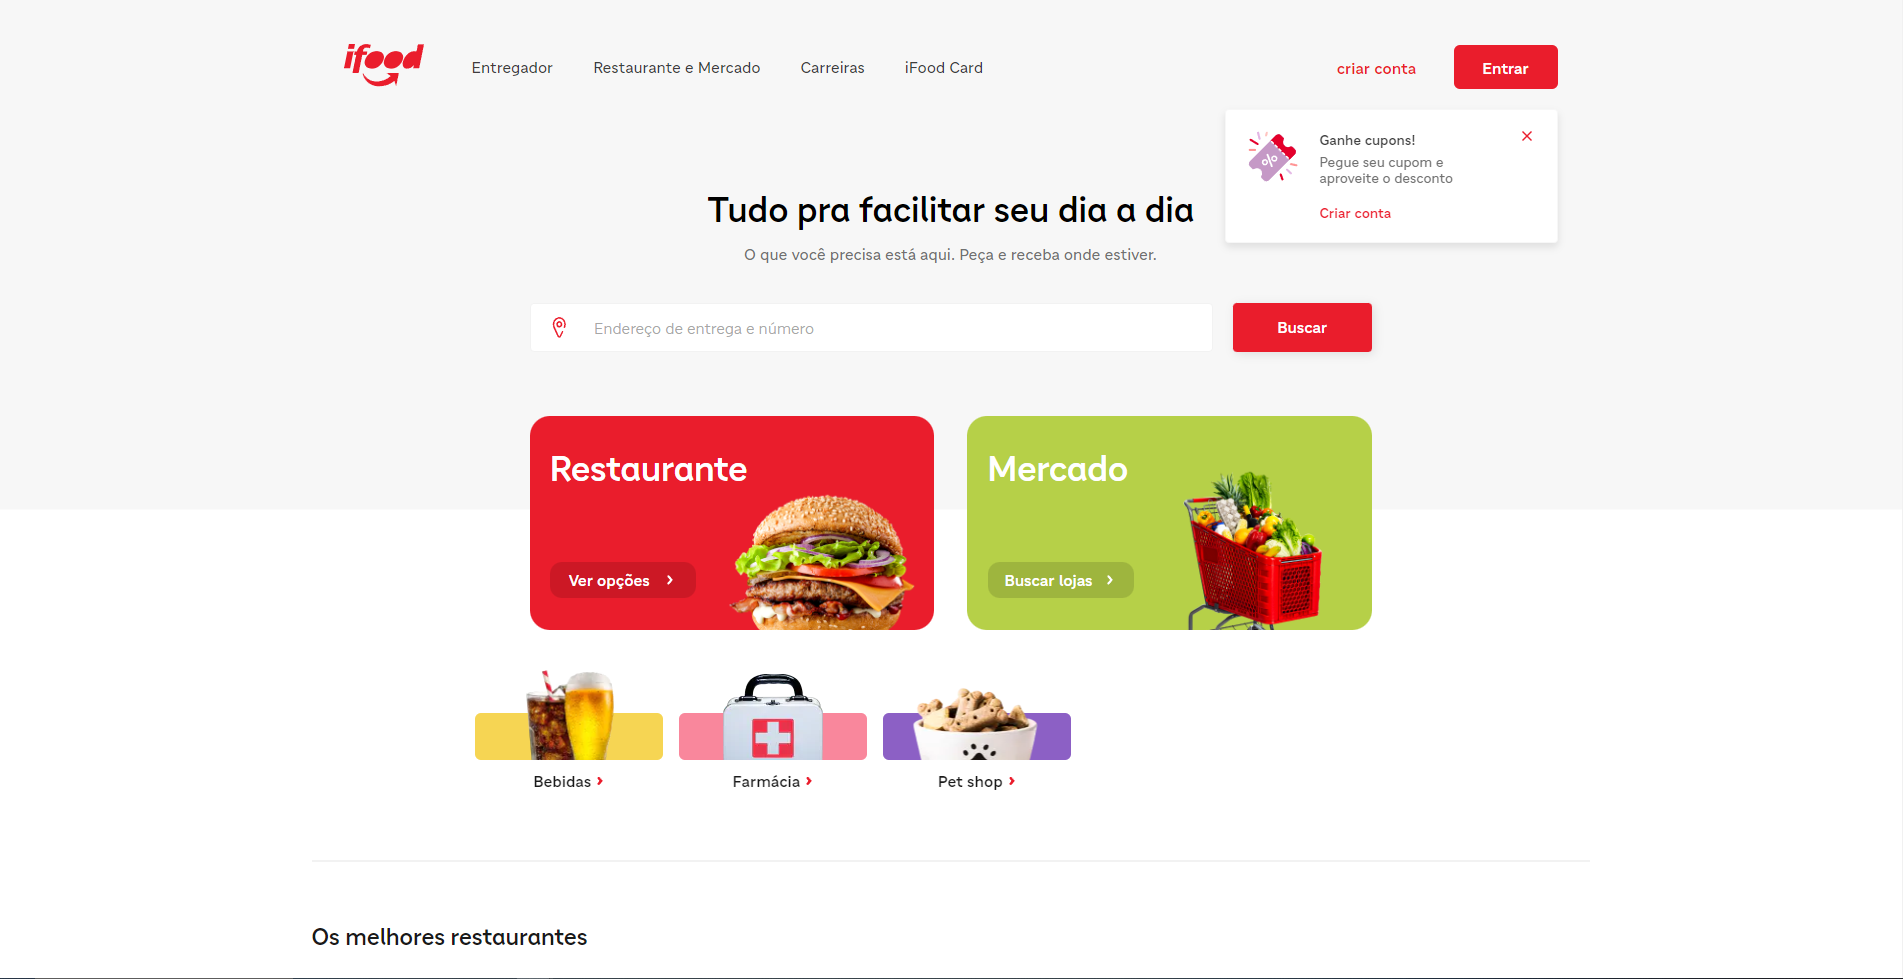 ifood
Entregador
Restaurante e Mercado
Carreiras
iFood Card
criar conta
Entrar
Ganhe cupons!
Pegue seu cupom e
aproveite o desconto
Criar conta
Tudo pra facilitar seu dia a dia
O que você precisa está aqui. Peça e receba onde estiver.
Endereço de entrega e número
Buscar
Restaurante
Ver opções
Mercado
Buscar lojas
%
Bebidas
Farmácia
Pet shop
Os melhores restaurantes